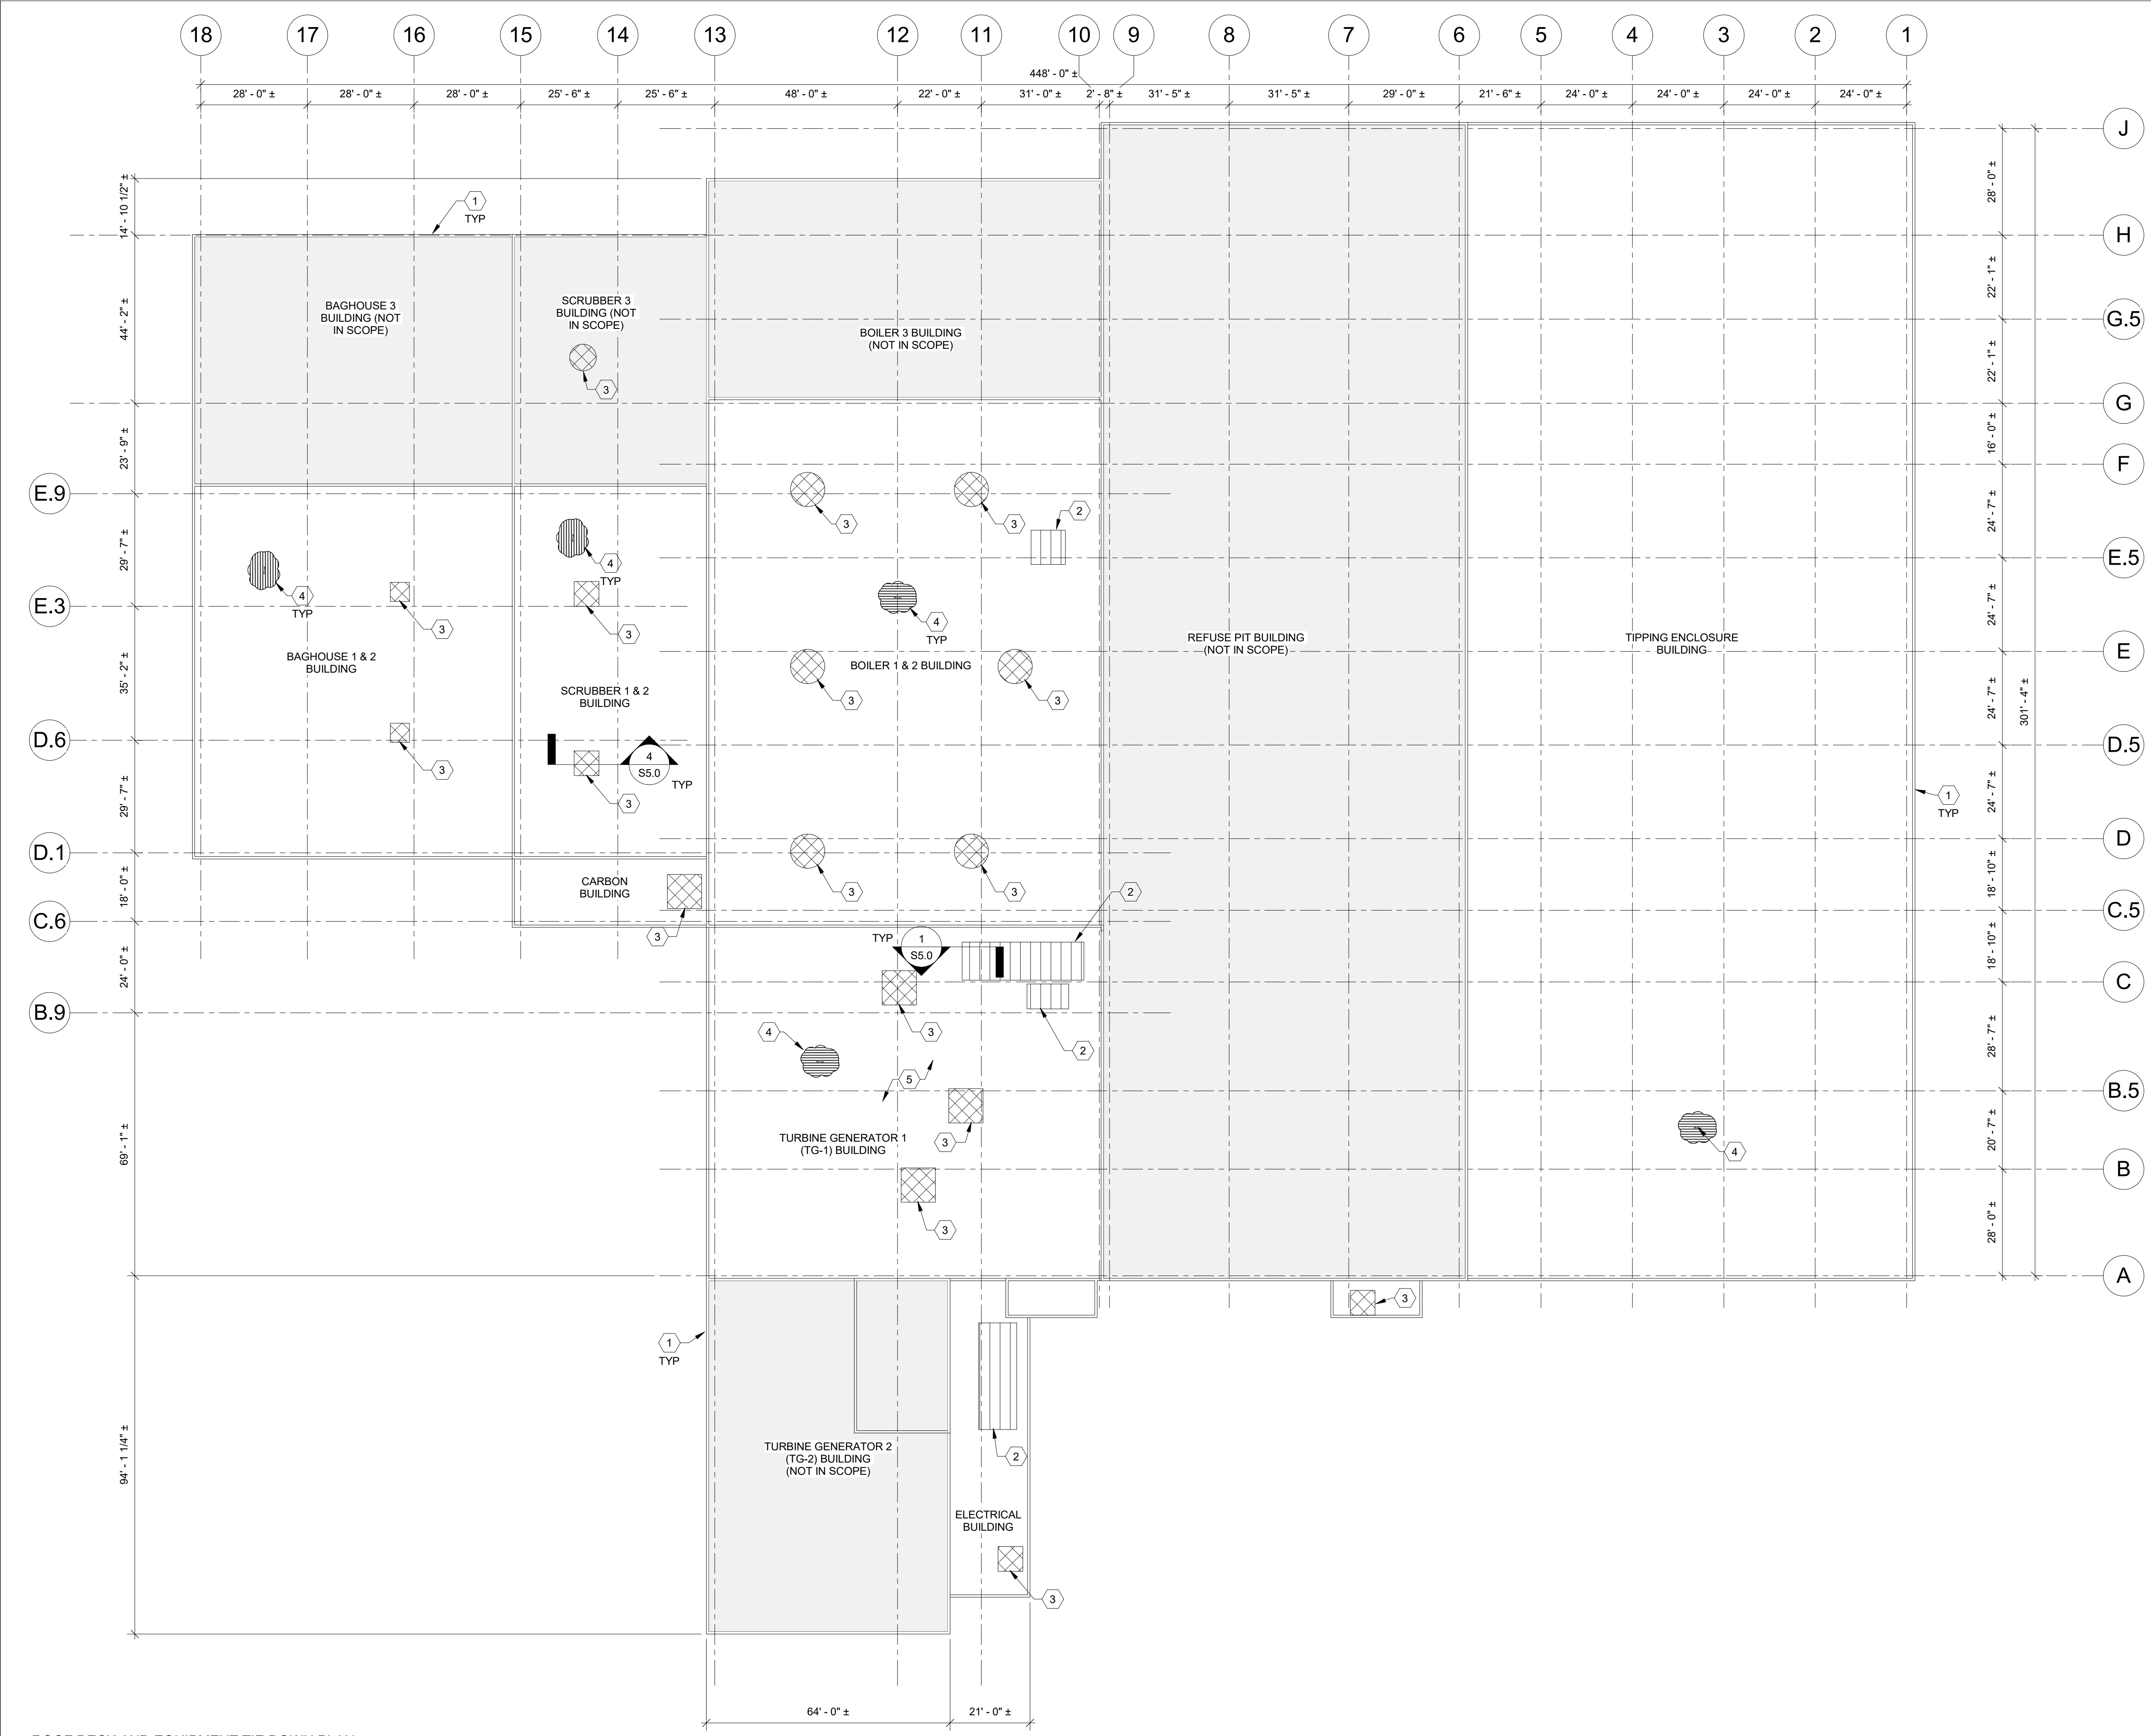 18 17 16 15 14 13 12 11 10 9 8 7 6 5 4 3 2 1
448' - 0" ±
28' - 0" ± 28' - 0" ± 28' - 0" ± 25' - 6" ± 25' - 6" ± 48' - 0" ± 22' - 0" ± 31' - 0" ± 2' - 8" ± 31' - 5" ± 31' - 5" ± 29' - 0" ± 21' - 6" ± 24' - 0" ± 24' - 0" ± 24' - 0" ± 24' - 0" ±
J
14' - 10 1/2" ±
28' - 0" ±
1
TYP
H
44' - 2" ±
22' - 1" ±
BAGHOUSE 3
BUILDING (NOT
IN SCOPE)
SCRUBBER 3
BUILDING (NOT
IN SCOPE)
BOILER 3 BUILDING
(NOT IN SCOPE)
G.5
22' - 1" ±
3
G
23' - 9" ±
16' - 0" ±
F
E.9
3
3
2
24' - 7" ±
29' - 7" ±
E.5
4
TYP
4
TYP
E.3
3
3
4
TYP
24' - 7" ±
REFUSE PIT BUILDING
(NOT IN SCOPE)
TIPPING ENCLOSURE
BUILDING
E
BAGHOUSE 1 & 2
BUILDING
BOILER 1 & 2 BUILDING
35' - 2" ±
SCRUBBER 1 & 2
BUILDING
3
3
24' - 7" ±
301' - 4" ±
D.6
D.5
3
4
S5.0
TYP
3
29' - 7" ±
24' - 7" ±
1
TYP
D
D.1
18' - 0" ±
CARBON
BUILDING
3
3
2
18' - 10" ±
C.6
C.5
3
TYP
1
S5.0
24' - 0" ±
18' - 10" ±
C
B.9
4
3
2
28' - 7" ±
5
B.5
69' - 1" ±
TURBINE GENERATOR 1
(TG-1) BUILDING
3
20' - 7" ±
4
B
3
28' - 0" ±
A
3
1
TYP
94' - 1 1/4" ±
TURBINE GENERATOR 2
(TG-2) BUILDING
(NOT IN SCOPE)
2
ELECTRICAL
BUILDING
3
64' - 0" ± 21' - 0" ±